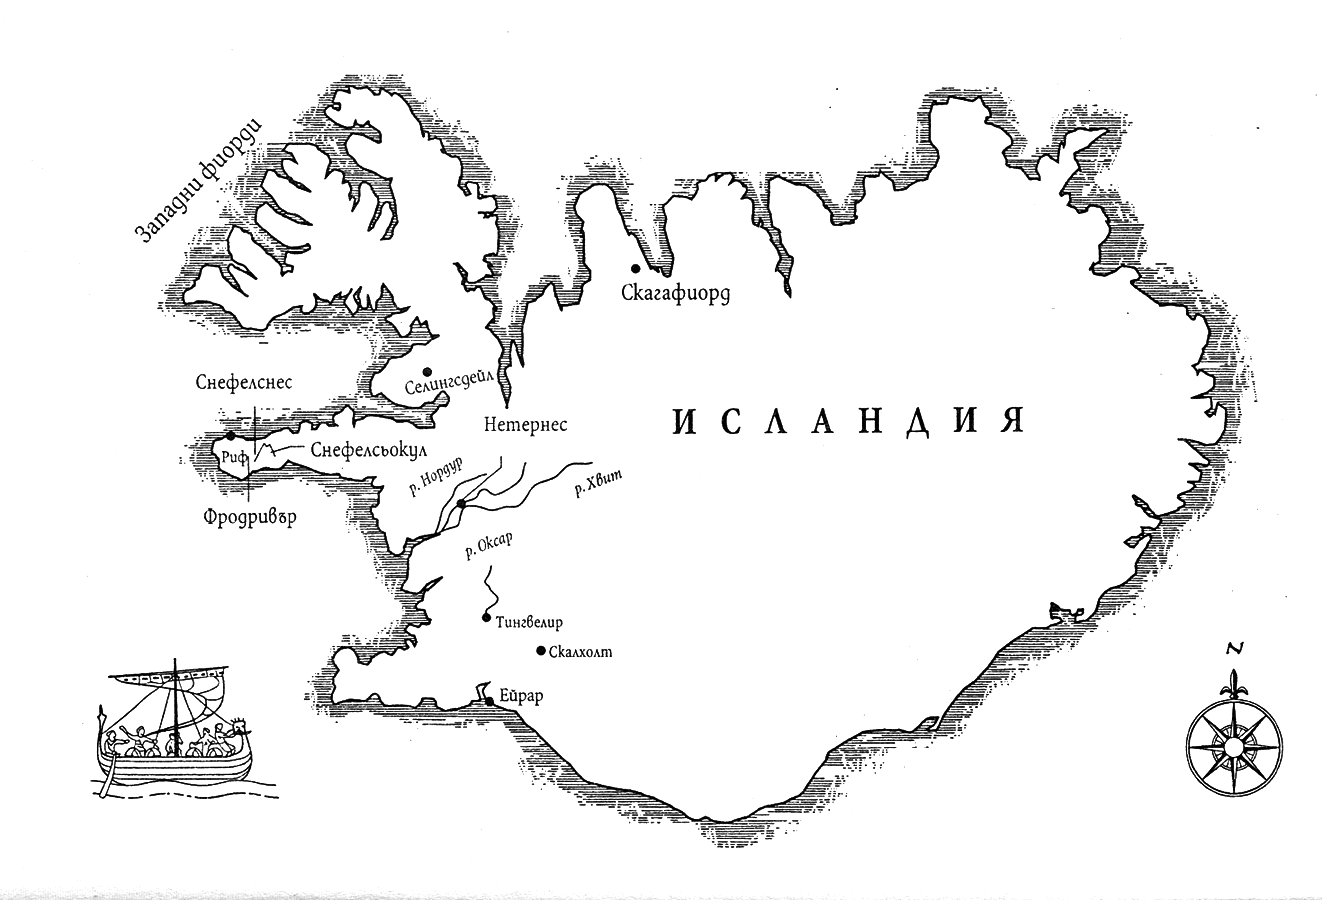 Западни фиорди
Скагафиорд
Снефелснес
Селингсдейл
ИСЛАНДИЯ
Нетернес
Риф
Снефелсьокул
р. Нордур
р. Хвит
Фродривър
р. Оксар
Тингвелир
Скалхолт
N
Ейрар